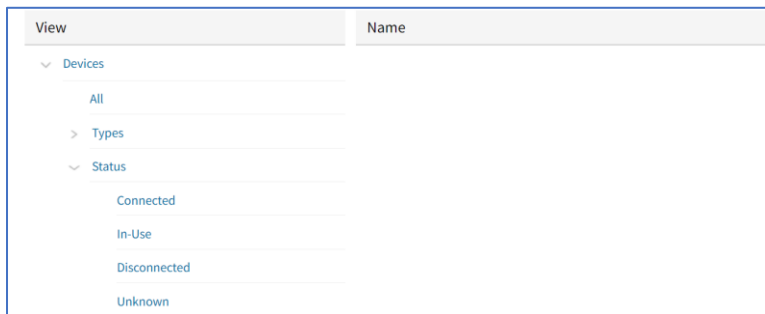 View
Name
Devices
All
Types
Status
Connected
In-Use
Disconnected
Unknown